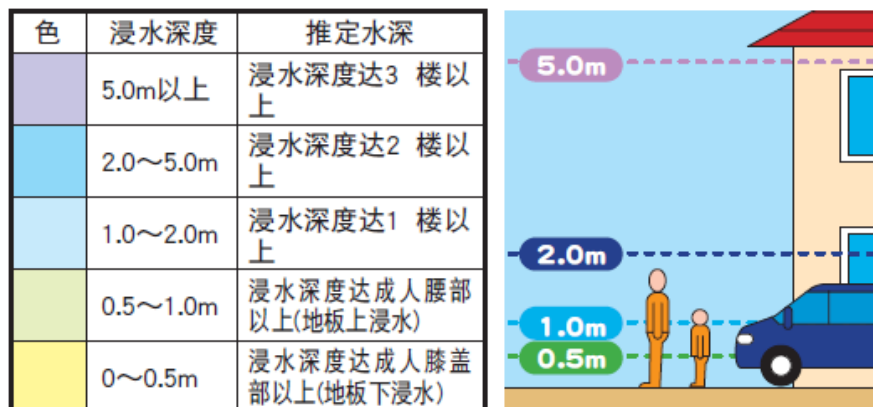 色 浸水深度 推定水深
5.0m以上 浸水深度达3 楼以
上
2.0～5.0m 浸水深度达2 楼以
上
1.0～2.0m 浸水深度达1 楼以
上
0.5～1.0m 浸水深度达成人腰部
以上(地板上浸水)
0～0.5m 浸水深度达成人膝盖
部以上(地板下浸水)
5.0m
2.0m
1.0m
0.5m